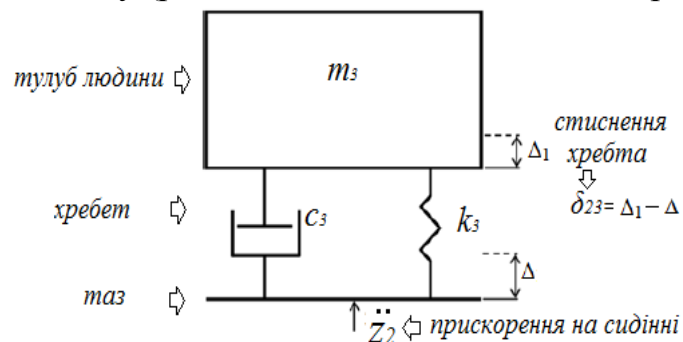 m₃
тулуб людини
Δ₁
стиснення
хребта
δ₂₃= Δ₁− Δ
хребет
c₃
k₃
Δ
таз
z̈₂
прискорення на сидінні